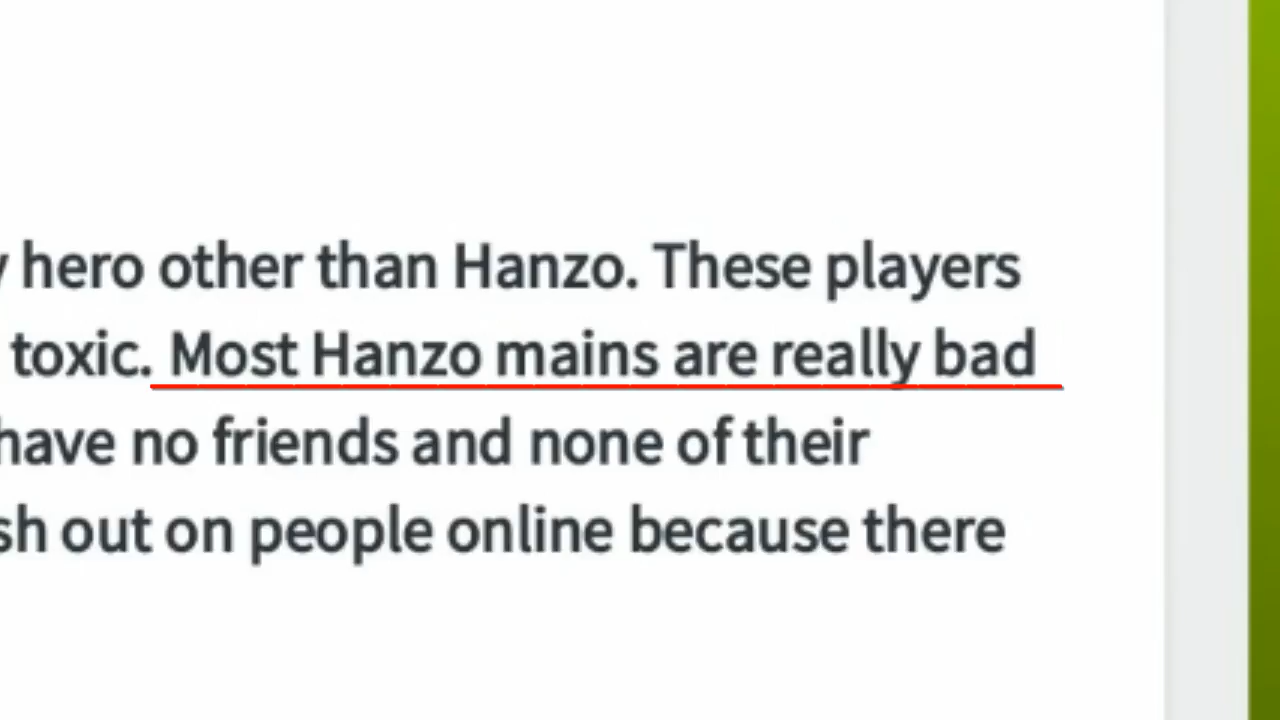 hero other than Hanzo. These players
toxic. Most Hanzo mains are really bad
have no friends and none of their
out on people online because there